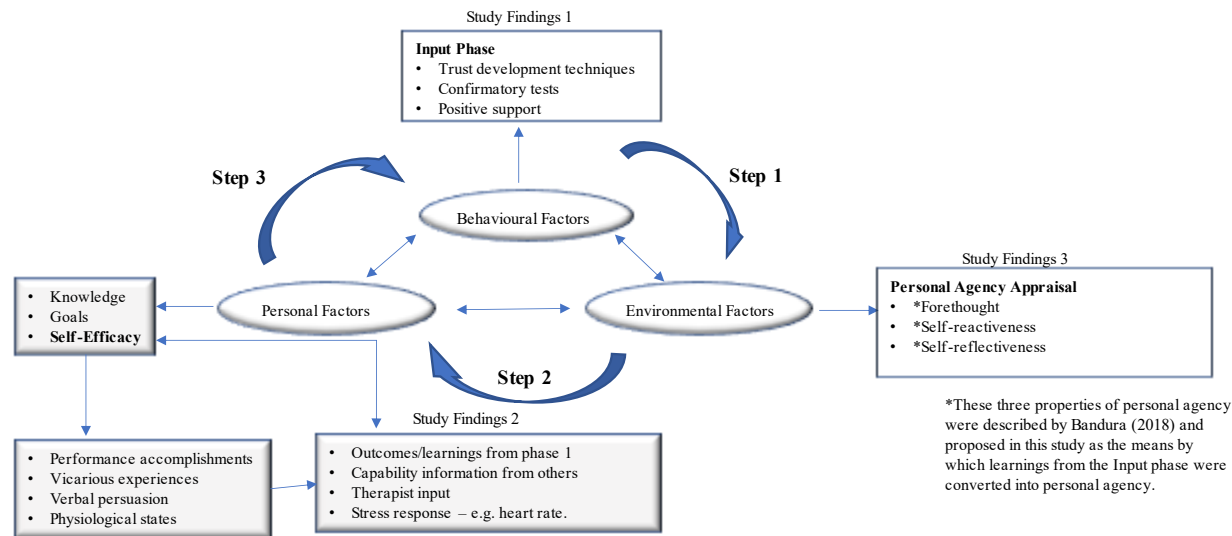 Study Findings 1
Input Phase
• Trust development techniques
• Confirmatory tests
• Positive support
Step 3
Step 1
Behavioural Factors
Study Findings 3
• Knowledge
• Goals
• Self-Efficacy
Personal Factors
Environmental Factors
Personal Agency Appraisal
• *Forethought
• *Self-reactiveness
• *Self-reflectiveness
Step 2
*These three properties of personal agency
were described by Bandura (2018) and
proposed in this study as the means by
which learnings from the Input phase were
converted into personal agency.
Study Findings 2
• Performance accomplishments
• Vicarious experiences
• Verbal persuasion
• Physiological states
• Outcomes/learnings from phase 1
• Capability information from others
• Therapist input
• Stress response – e.g. heart rate.